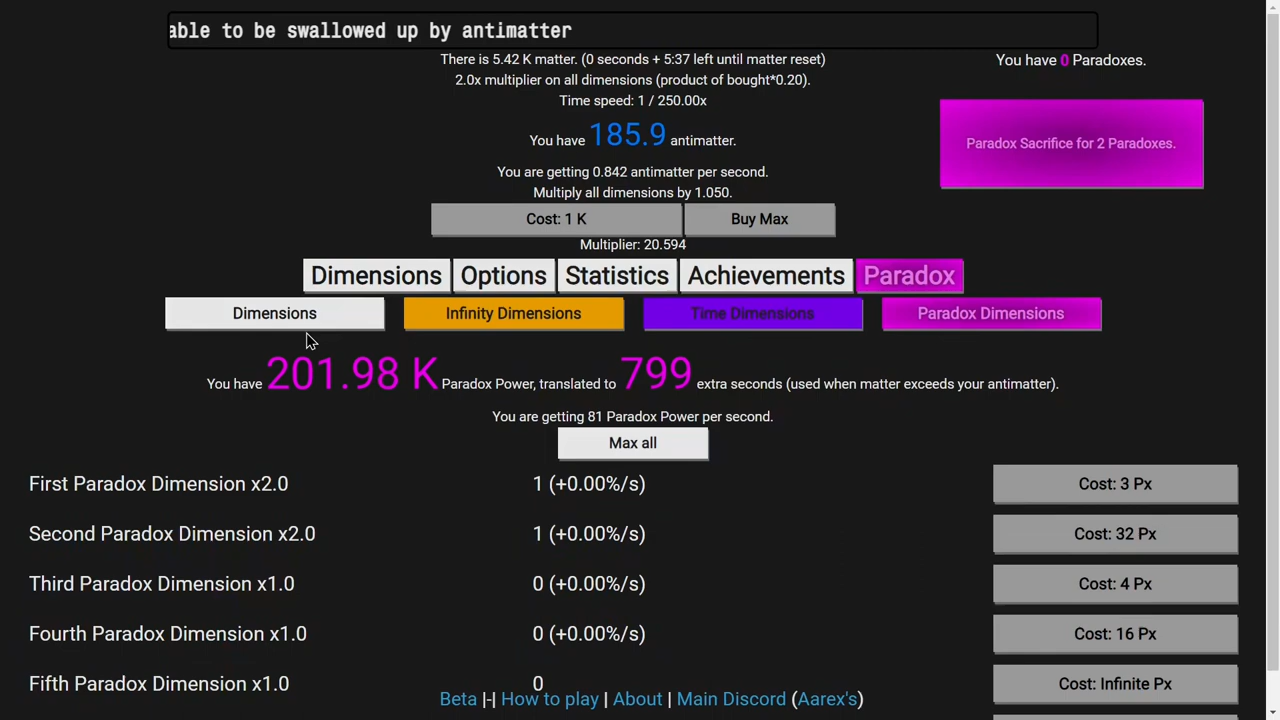 able to be swallowed up by antimatter
There is 5.42 K matter. (0 seconds + 5:37 left until matter reset)
You have 0 Paradoxes.
2.0x multiplier on all dimensions (product of bought*0.20).
Time speed: 1 / 250.00x
You have 185.9 antimatter.
Paradox Sacrifice for 2 Paradoxes.
You are getting 0.842 antimatter per second.
Multiply all dimensions by 1.050.
Cost: 1 K Buy Max
Multiplier: 20.594
Dimensions Options Statistics Achievements Paradox
Dimensions Infinity Dimensions Time Dimensions Paradox Dimensions
You have 201.98 K Paradox Power, translated to 799 extra seconds (used when matter exceeds your antimatter).
You are getting 81 Paradox Power per second.
Max all
First Paradox Dimension x2.0 1 (+0.00%/s) Cost: 3 Px
Second Paradox Dimension x2.0 1 (+0.00%/s) Cost: 32 Px
Third Paradox Dimension x1.0 0 (+0.00%/s) Cost: 4 Px
Fourth Paradox Dimension x1.0 0 (+0.00%/s) Cost: 16 Px
Fifth Paradox Dimension x1.0 0 Cost: Infinite Px
Beta |-| How to play | About | Main Discord (Aarex's)